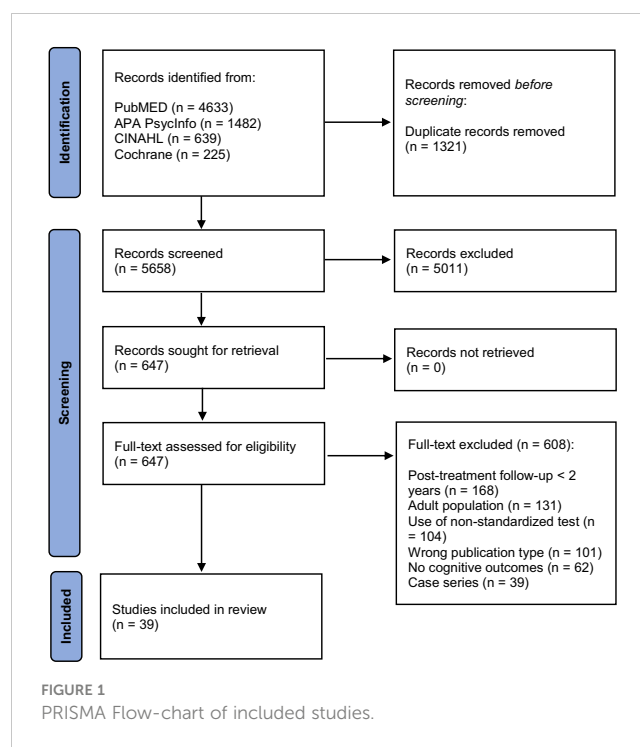 Identification
Records identified from:
PubMED (n = 4633)
APA PsycInfo (n = 1482)
CINAHL (n = 639)
Cochrane (n = 225)
Records removed before
screening:
Duplicate records removed
(n = 1321)
Screening
Records screened
(n = 5658)
Records excluded
(n = 5011)
Records sought for retrieval
(n = 647)
Records not retrieved
(n = 0)
Full-text assessed for eligibility
(n = 647)
Full-text excluded (n = 608):
Post-treatment follow-up < 2
years (n = 168)
Adult population (n = 131)
Use of non-standardized test (n
= 104)
Wrong publication type (n = 101)
No cognitive outcomes (n = 62)
Case series (n = 39)
Included
Studies included in review
(n = 39)
FIGURE 1
PRISMA Flow-chart of included studies.